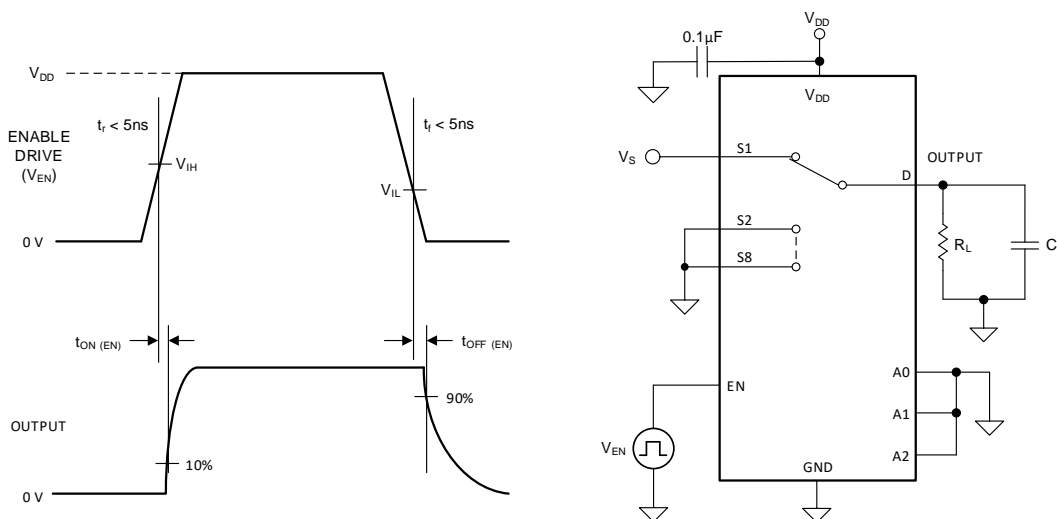 V_DD
t_r < 5ns
t_f < 5ns
ENABLE
DRIVE
(V_EN)
V_IH
V_IL
0 V
t_ON (EN)
t_OFF (EN)
90%
OUTPUT
10%
0 V
V_DD
0.1µF
V_DD
V_S
S1
OUTPUT
D
S2
R_L
C
S8
A0
EN
A1
V_EN
A2
GND